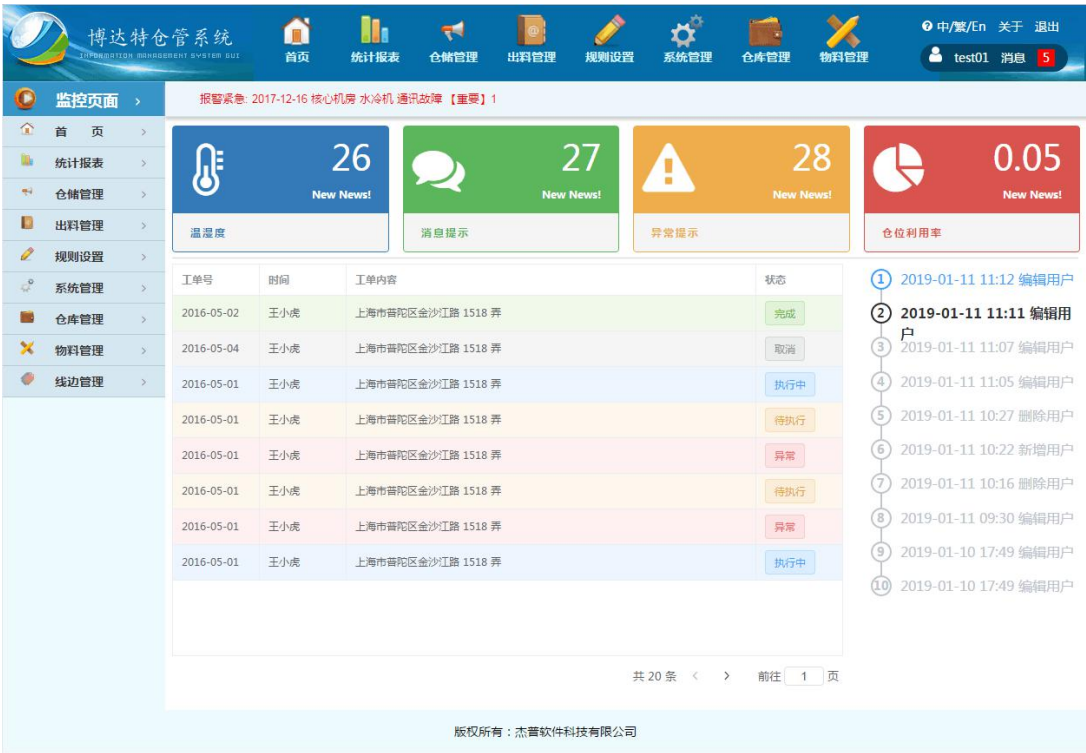 博达特仓管系统
INFORMATION MANAGEMENT SYSTEM GUI
首页
统计报表
仓储管理
出料管理
规则设置
系统管理
仓库管理
物料管理
中/繁/En 关于 退出
test01 消息 5
监控页面
报警紧急: 2017-12-16 核心机房 水冷机 通讯故障 【重要】1
首 页
统计报表
仓储管理
出料管理
规则设置
系统管理
仓库管理
物料管理
线边管理
26
New News!
温湿度
27
New News!
消息提示
28
New News!
异常提示
0.05
New News!
仓位利用率
工单号 时间 工单内容 状态
2016-05-02 王小虎 上海市普陀区金沙江路 1518 弄 完成
2016-05-04 王小虎 上海市普陀区金沙江路 1518 弄 取消
2016-05-01 王小虎 上海市普陀区金沙江路 1518 弄 执行中
2016-05-01 王小虎 上海市普陀区金沙江路 1518 弄 待执行
2016-05-01 王小虎 上海市普陀区金沙江路 1518 弄 异常
2016-05-01 王小虎 上海市普陀区金沙江路 1518 弄 待执行
2016-05-01 王小虎 上海市普陀区金沙江路 1518 弄 异常
2016-05-01 王小虎 上海市普陀区金沙江路 1518 弄 执行中
共 20 条 前往 1 页
1 2019-01-11 11:12 编辑用户
2 2019-01-11 11:11 编辑用
户
3 2019-01-11 11:07 编辑用户
4 2019-01-11 11:05 编辑用户
5 2019-01-11 10:27 删除用户
6 2019-01-11 10:22 新增用户
7 2019-01-11 10:16 删除用户
8 2019-01-11 09:30 编辑用户
9 2019-01-10 17:49 编辑用户
10 2019-01-10 17:49 编辑用户
版权所有：杰普软件科技有限公司